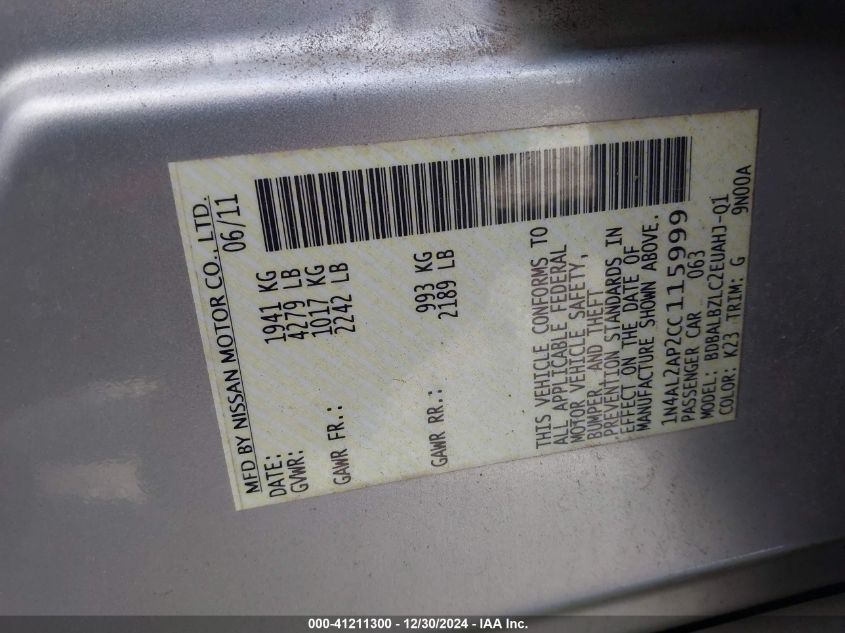 MFD BY NISSAN MOTOR CO., LTD.
DATE: 06/11
GVWR: 1941 KG
4279 LB
GAWR FR.: 1017 KG
2242 LB
GAWR RR.: 993 KG
2189 LB
THIS VEHICLE CONFORMS TO
ALL APPLICABLE FEDERAL
MOTOR VEHICLE SAFETY,
BUMPER, AND THEFT
PREVENTION STANDARDS IN
EFFECT ON THE DATE OF
MANUFACTURE SHOWN ABOVE.
1N4AL2AP2CC115999
PASSENGER CAR 063
MODEL: BDBALBZLC2EUAHJ-Q1
COLOR: K23 TRIM: G 9N00A
000-41211300 - 12/30/2024 - IAA Inc.